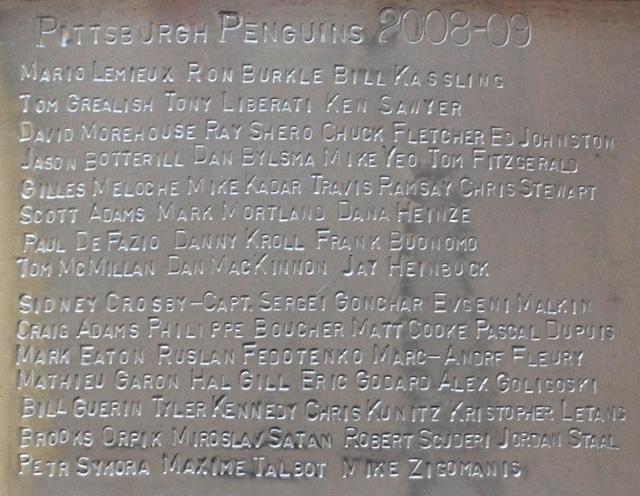 PITTSBURGH PENGUINS 2008-09
MARIO LEMIEUX RON BURKLE BILL KASSLING
TOM GREALISH TONY LIBERATI KEN SAWYER
DAVID MOREHOUSE RAY SHERO CHUCK FLETCHER ED JOHNSTON
JASON BOTTERILL DAN BYLSMA MIKE YEO TOM FITZGERALD
GILLES MELOCHE MIKE KADAR TRAVIS RAMSAY CHRIS STEWART
SCOTT ADAMS MARK MORTLAND DANA HEINZE
PAUL DE FAZIO DANNY KROLL FRANK BUONOMO
TOM MCMILLAN DAN MACKINNON JAY HEINBUCK
SIDNEY CROSBY-CAPT. SERGEI GONCHAR EVGENI MALKIN
CRAIG ADAMS PHILIPPE BOUCHER MATT COOKE PASCAL DUPUIS
MARK EATON RUSLAN FEDOTENKO MARC-ANDRE FLEURY
MATHIEU GARON HAL GILL ERIC GODARD ALEX GOLIGOSKI
BILL GUERIN TYLER KENNEDY CHRIS KUNITZ KRISTOPHER LETANG
BROOKS ORPIK MIROSLAV SATAN ROBERT SCUDERI JORDAN STAAL
PETR SYKORA MAXIME TALBOT MIKE ZIGOMANIS